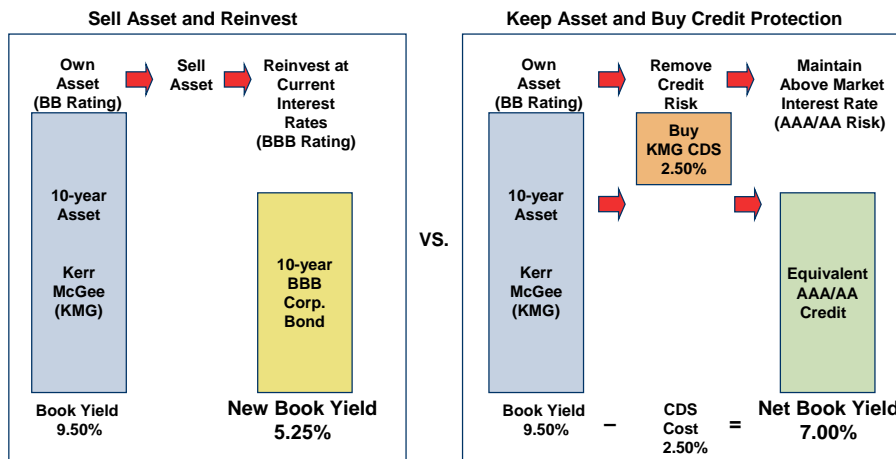 Sell Asset and Reinvest
Own
Asset
(BB Rating)
Sell
Asset
Reinvest at
Current
Interest
Rates
(BBB Rating)
10-year
Asset
Kerr
McGee
(KMG)
10-year
BBB
Corp.
Bond
Book Yield
9.50%
New Book Yield
5.25%
VS.
Keep Asset and Buy Credit Protection
Own
Asset
(BB Rating)
Remove
Credit
Risk
Maintain
Above Market
Interest Rate
(AAA/AA Risk)
Buy
KMG CDS
2.50%
10-year
Asset
Kerr
McGee
(KMG)
Equivalent
AAA/AA
Credit
Book Yield
9.50%
–
CDS
Cost
2.50%
=
Net Book Yield
7.00%